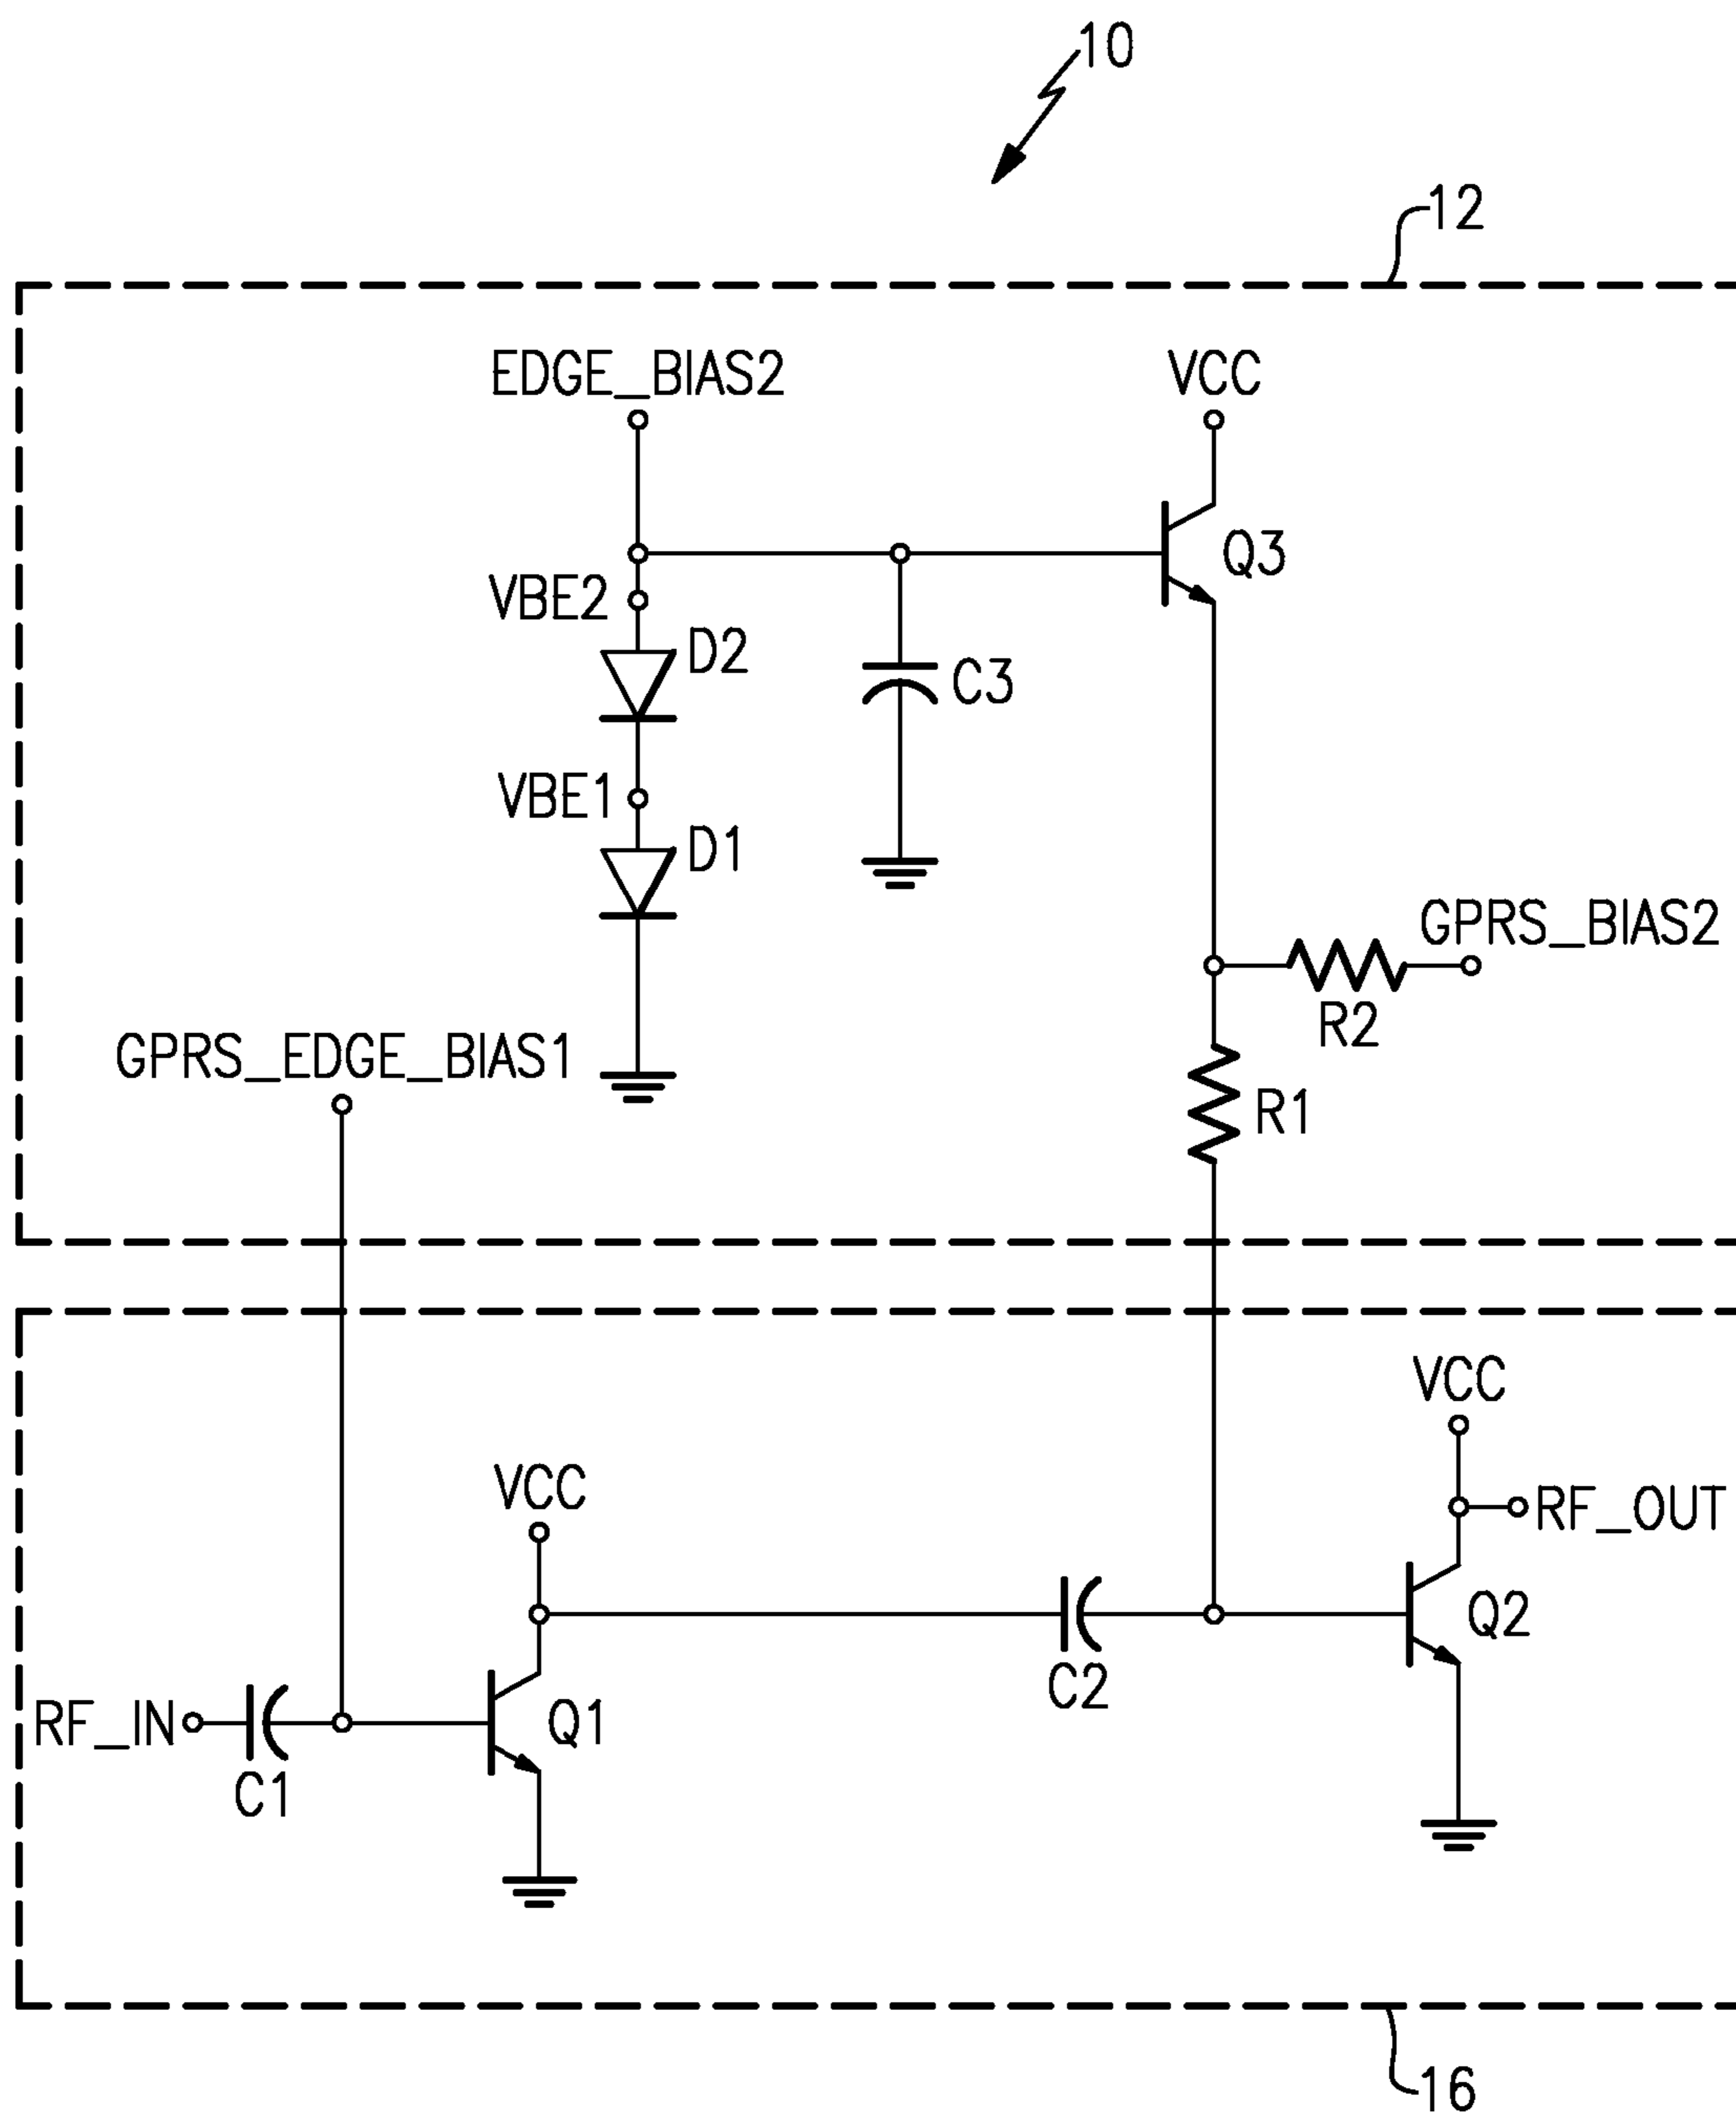 10
12
EDGE_BIAS2
VCC
Q3
VBE2
D2
C3
VBE1
D1
GPRS_BIAS2
R2
GPRS_EDGE_BIAS1
R1
VCC
VCC
RF_OUT
Q2
C2
RF_IN
Q1
C1
16